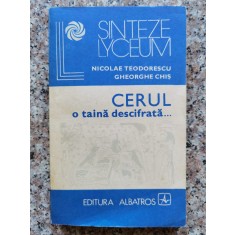 SINTEZE
LYCEUM
NICOLAE TEODORESCU
GHEORGHE CHIȘ
CERUL
o taină descifrată...
EDITURA ALBATROS